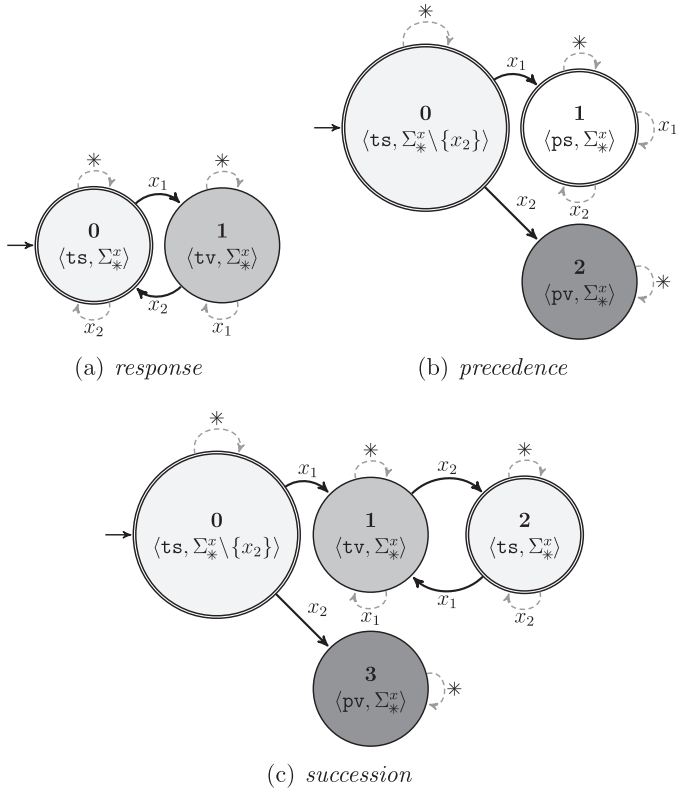 *
x₁
*
0
⟨ts, Σ*ˣ\{x₂}⟩
1
⟨ps, Σ*ˣ⟩
x₁
x₂
x₂
2
⟨pv, Σ*ˣ⟩
*
*
x₁
*
0
⟨ts, Σ*ˣ⟩
1
⟨tv, Σ*ˣ⟩
x₂
x₂
x₁
(a) response
(b) precedence
*
x₁
*
x₂
*
0
⟨ts, Σ*ˣ\{x₂}⟩
1
⟨tv, Σ*ˣ⟩
2
⟨ts, Σ*ˣ⟩
x₂
x₁
x₁
x₂
3
⟨pv, Σ*ˣ⟩
*
(c) succession